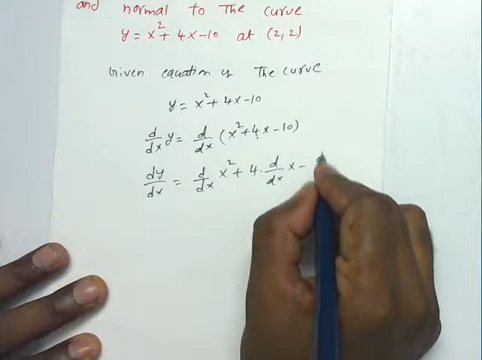 and normal to the curve
y = x² + 4x - 10 at (2, 2)
Given equation of The curve
y = x² + 4x - 10
d/dx y = d/dx (x² + 4x - 10)
dy/dx = d/dx x² + 4 · d/dx x - d